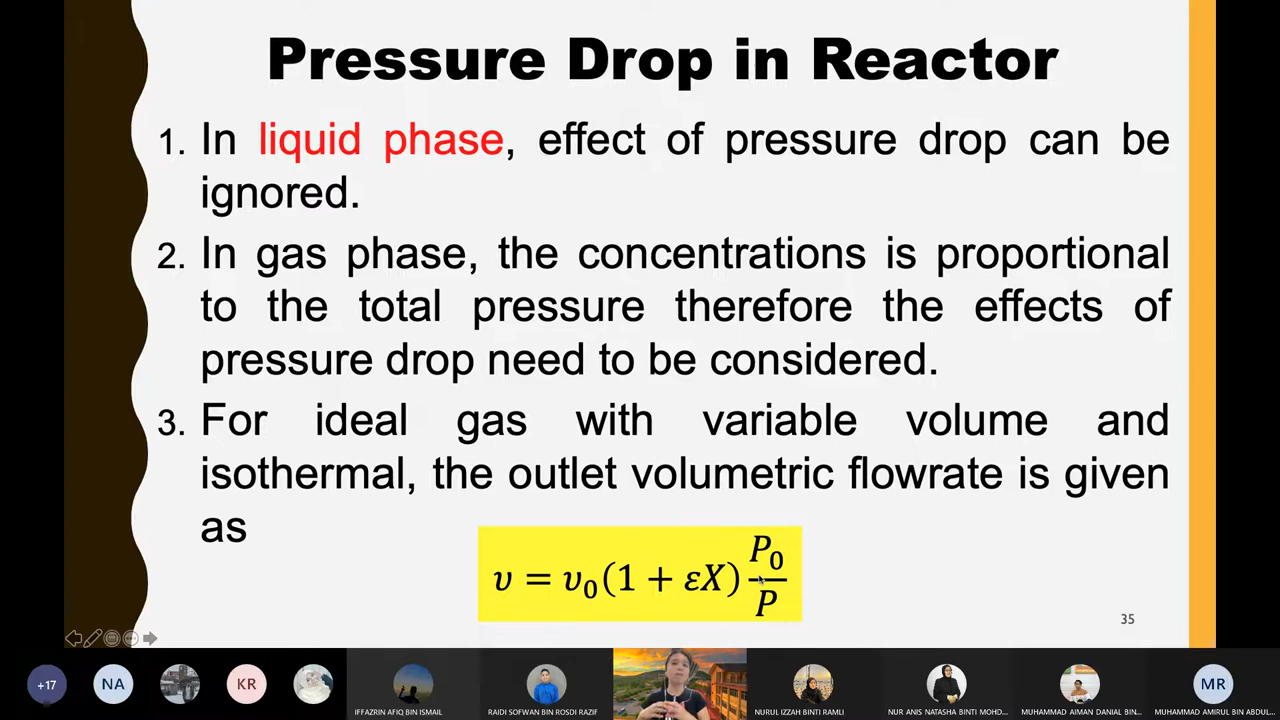 Pressure Drop in Reactor
1. In liquid phase, effect of pressure drop can be
ignored.
2. In gas phase, the concentrations is proportional
to the total pressure therefore the effects of
pressure drop need to be considered.
3. For ideal gas with variable volume and
isothermal, the outlet volumetric flowrate is given
as
υ = υ₀(1 + εX) P₀/P
35
+17
NA
KR
MR
IFFAZRIN AFIQ BIN ISMAIL
RAIDI SOFWAN BIN ROSDI RAZIF
NURUL IZZAH BINTI RAMLI
NUR ANIS NATASHA BINTI MOHD...
MUHAMMAD AIMAN DANIAL BIN...
MUHAMMAD AMIRUL BIN ABDUL...